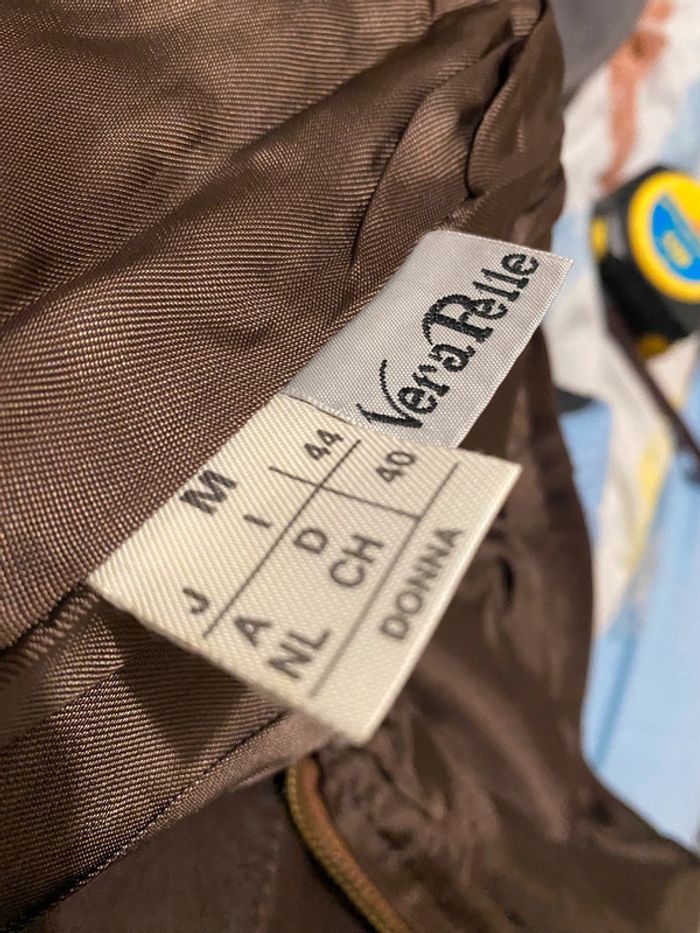 Vera Pelle
M
J I 44
A D 40
NL CH
DONNA